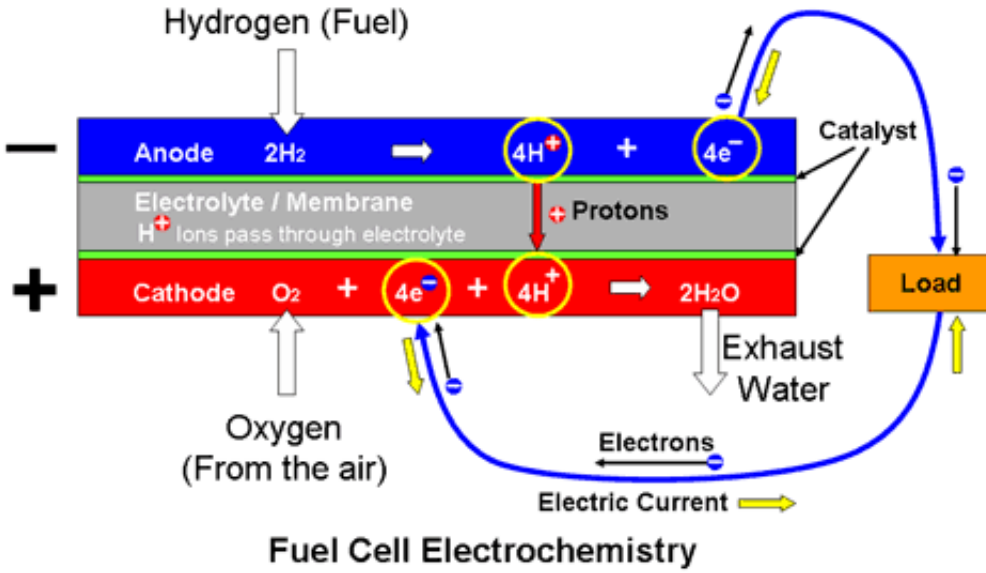 Hydrogen (Fuel)
− Anode 2H₂ 4H⁺ + 4e⁻
Catalyst
Electrolyte / Membrane
H⁺ Ions pass through electrolyte
Protons
+ Cathode O₂ + 4e⁻ + 4H⁺ 2H₂O
Load
Exhaust
Water
Oxygen
(From the air)
Electrons
Electric Current
Fuel Cell Electrochemistry